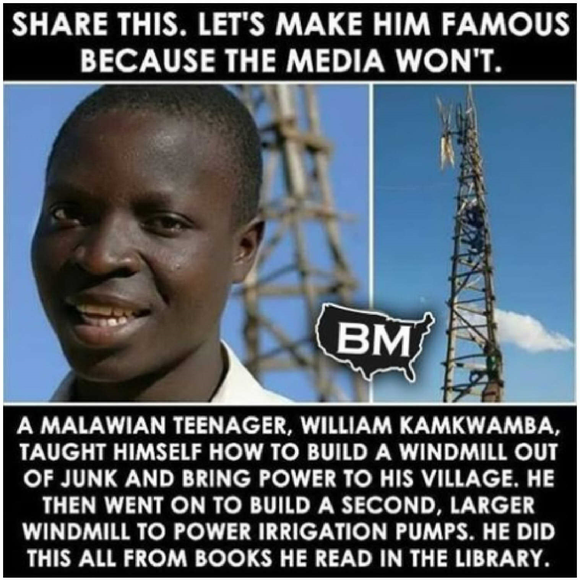 SHARE THIS. LET'S MAKE HIM FAMOUS
BECAUSE THE MEDIA WON'T.
BM
A MALAWIAN TEENAGER, WILLIAM KAMKWAMBA,
TAUGHT HIMSELF HOW TO BUILD A WINDMILL OUT
OF JUNK AND BRING POWER TO HIS VILLAGE. HE
THEN WENT ON TO BUILD A SECOND, LARGER
WINDMILL TO POWER IRRIGATION PUMPS. HE DID
THIS ALL FROM BOOKS HE READ IN THE LIBRARY.